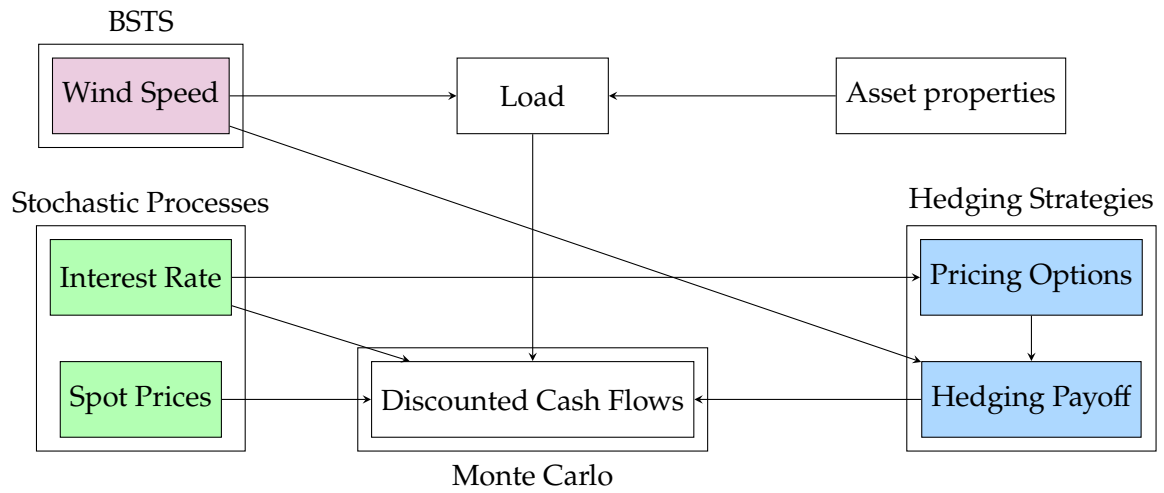 BSTS
Wind Speed
Load
Asset properties
Stochastic Processes
Hedging Strategies
Interest Rate
Pricing Options
Spot Prices
Discounted Cash Flows
Hedging Payoff
Monte Carlo